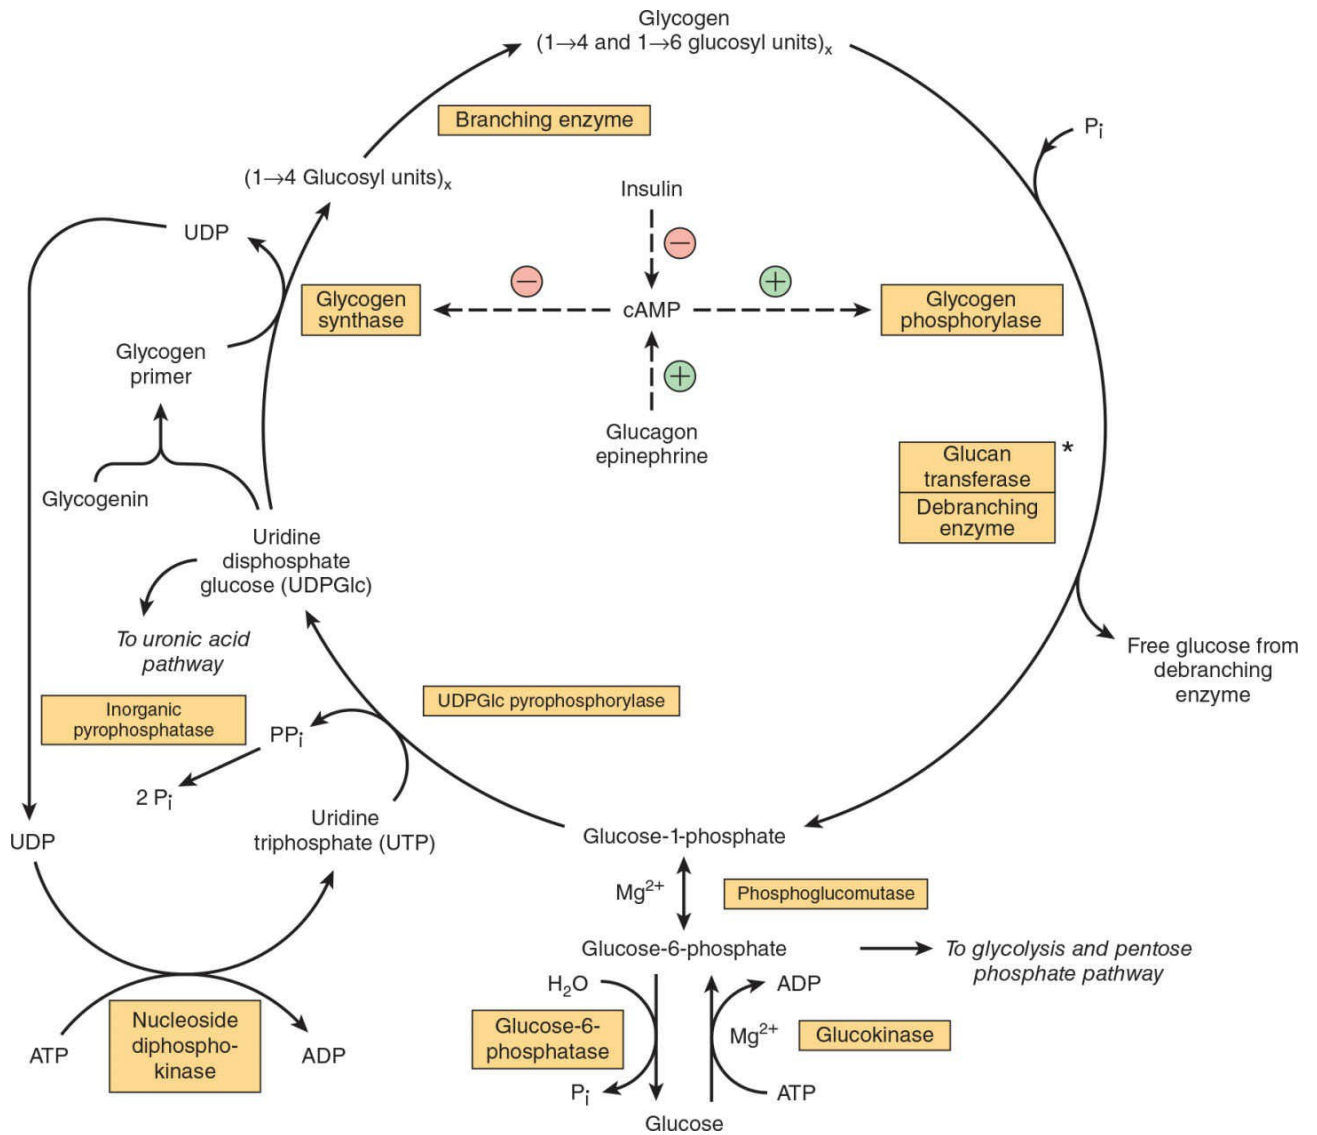 Glycogen
(1→4 and 1→6 glucosyl units)x
Branching enzyme
Pi
(1→4 Glucosyl units)x
Insulin
UDP
−
−
+
Glycogen
synthase
cAMP
Glycogen
phosphorylase
Glycogen
primer
+
Glucagon
epinephrine
Glucan
transferase
*
Debranching
enzyme
Glycogenin
Uridine
disphosphate
glucose (UDPGlc)
To uronic acid
pathway
Free glucose from
debranching
enzyme
UDPGlc pyrophosphorylase
Inorganic
pyrophosphatase
PPi
2 Pi
Uridine
triphosphate (UTP)
UDP
Glucose-1-phosphate
Mg2+
Phosphoglucomutase
Glucose-6-phosphate
To glycolysis and pentose
phosphate pathway
H2O
ADP
Glucose-6-
phosphatase
Mg2+
Glucokinase
Pi
ATP
Glucose
Nucleoside
diphospho-
kinase
ATP
ADP